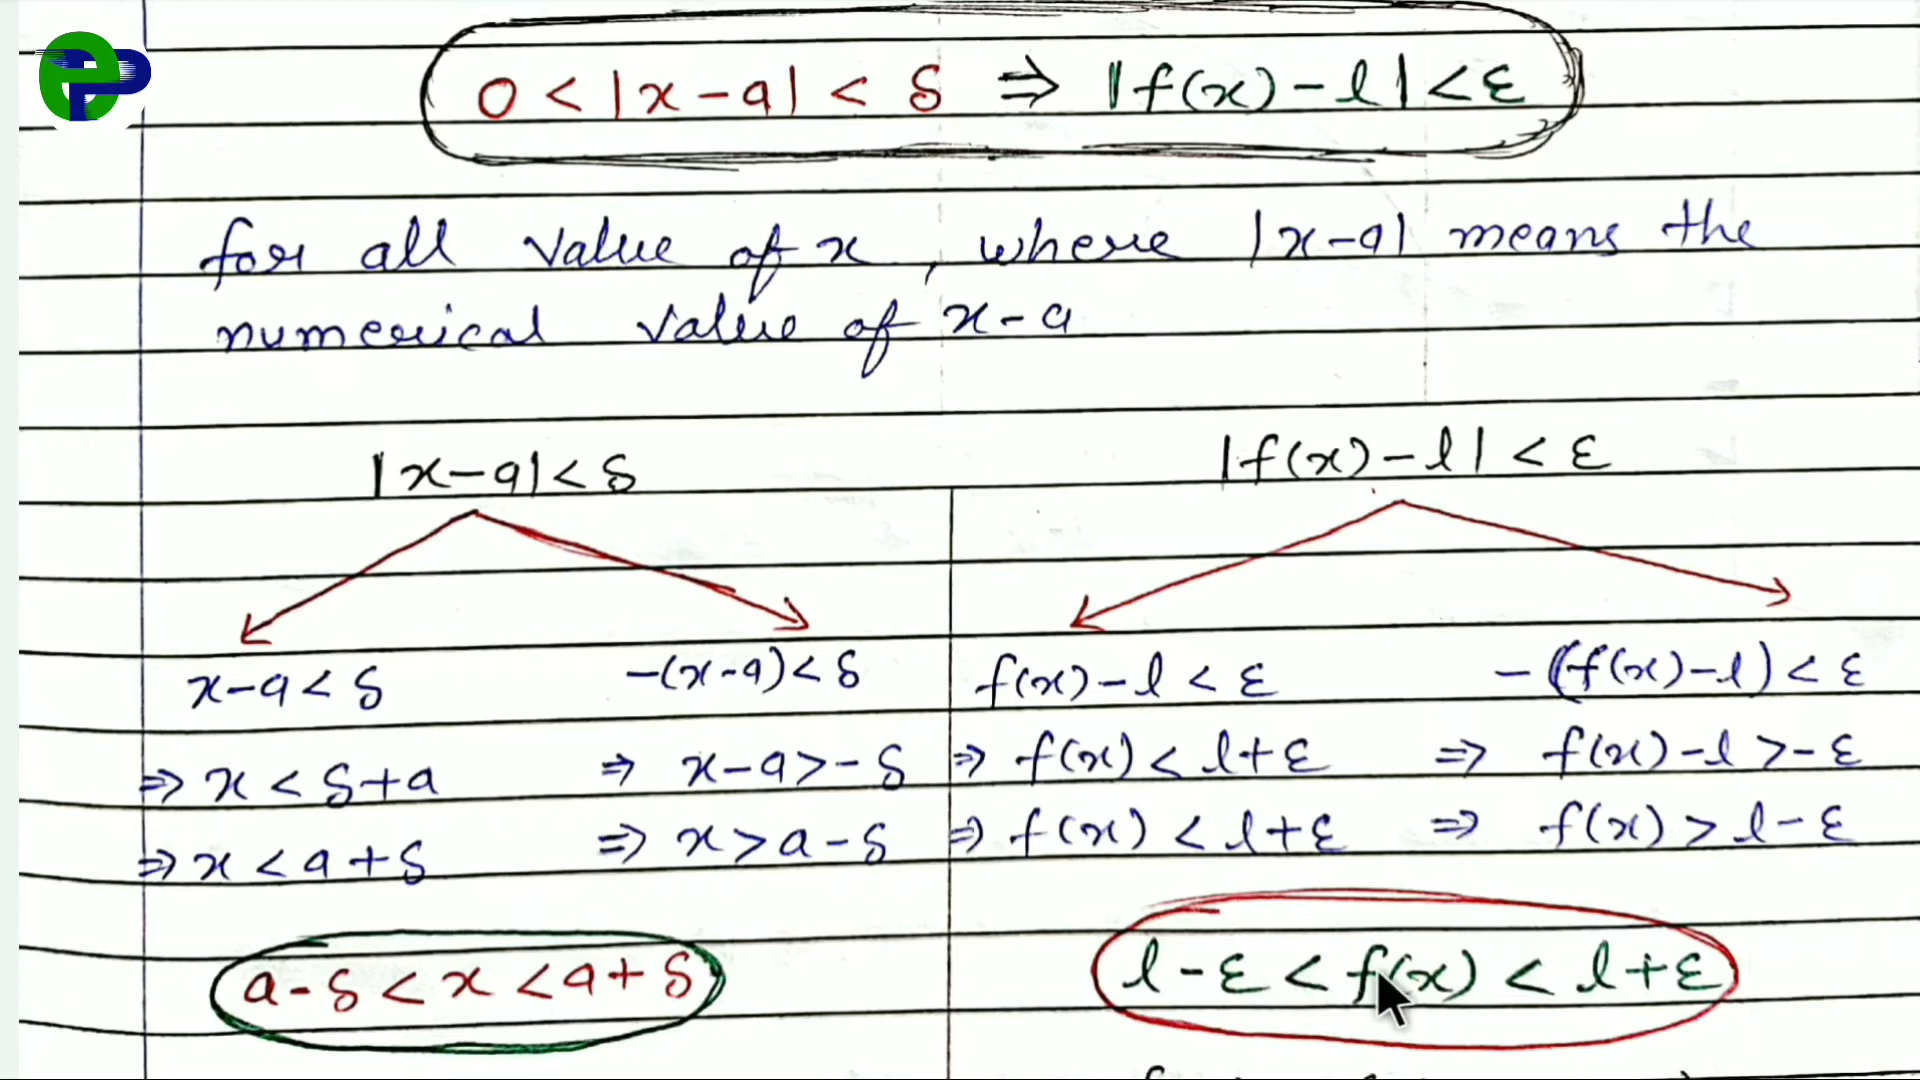 0 < |x-a| < δ ⇒ |f(x)-l| < ε
for all value of x, where |x-a| means the
numerical value of x-a
|x-a| < δ
|f(x)-l| < ε
x-a < δ
-(x-a) < δ
f(x)-l < ε
-(f(x)-l) < ε
⇒ x < δ+a
⇒ x-a > -δ
⇒ f(x) < l+ε
⇒ f(x)-l > -ε
⇒ x < a+δ
⇒ x > a-δ
⇒ f(x) < l+ε
⇒ f(x) > l-ε
a-δ < x < a+δ
l-ε < f(x) < l+ε